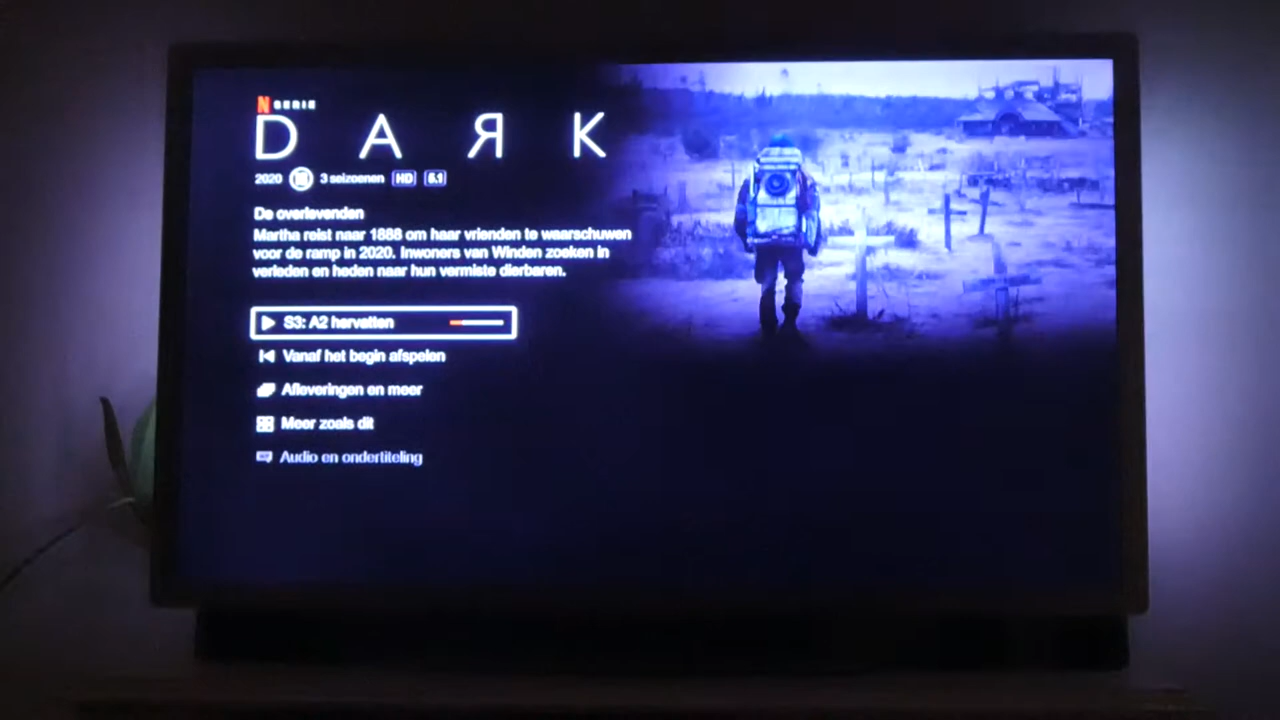 N SERIE
DAЯK
2020 3 seizoenen HD 5.1
De overlevenden
Martha reist naar 1888 om haar vrienden te waarschuwen
voor de ramp in 2020. Inwoners van Winden zoeken in
verleden en heden naar hun vermiste dierbaren.
S3: A2 hervatten
Vanaf het begin afspelen
Afleveringen en meer
Meer zoals dit
Audio en ondertiteling